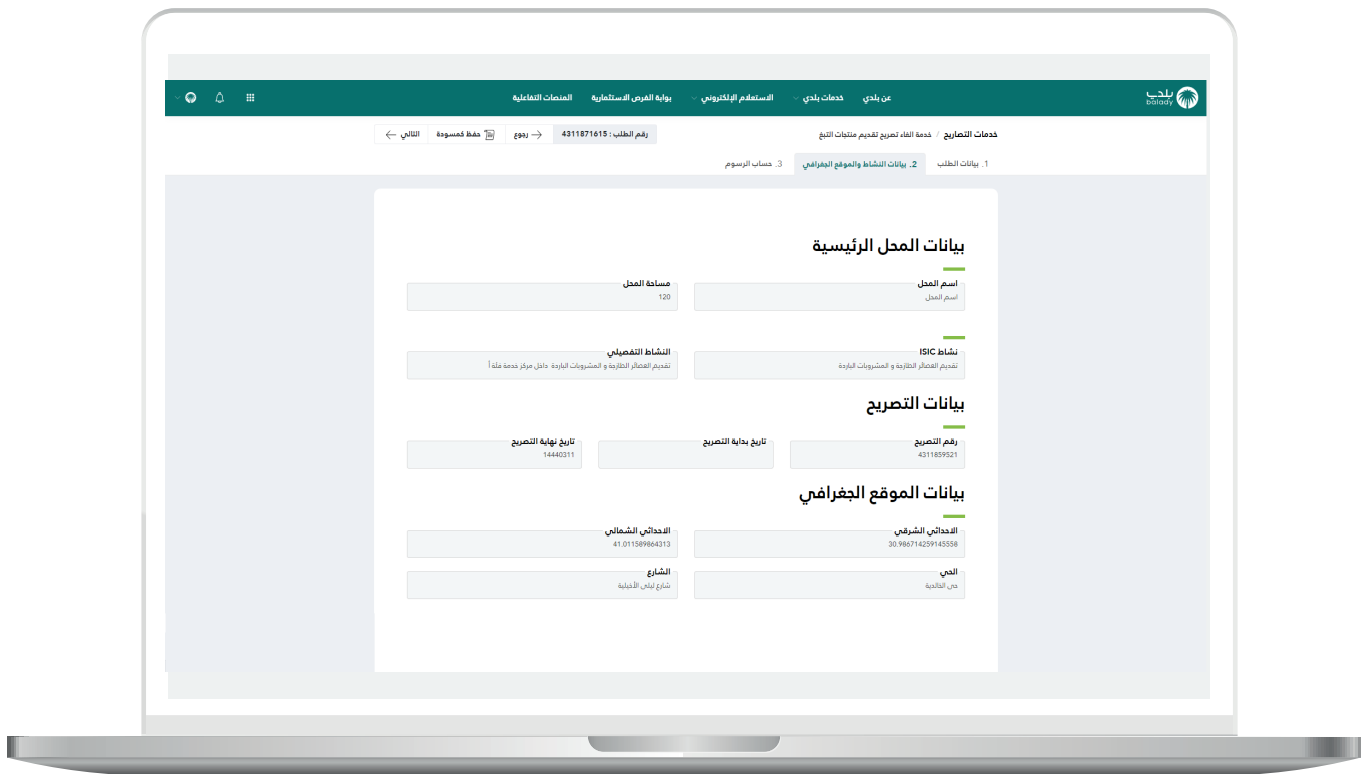 بلدي
balady
عن بلدي
خدمات بلدي
الاستعلام الإلكتروني
بوابة الفرص الاستثمارية
المنصات التفاعلية
خدمات التصاريح / خدمة الغاء تصريح تقديم منتجات التبغ
رقم الطلب : 4311871615
رجوع
حفظ كمسودة
التالي
1. بيانات الطلب
2. بيانات النشاط والموقع الجغرافي
3. حساب الرسوم
بيانات المحل الرئيسية
اسم المحل
اسم المحل
مساحة المحل
120
نشاط ISIC
تقديم العصائر الطازجة و المشروبات الباردة
النشاط التفصيلي
تقديم العصائر الطازجة و المشروبات الباردة داخل مركز خدمة فئة أ
بيانات التصريح
رقم التصريح
4311859521
تاريخ بداية التصريح
تاريخ نهاية التصريح
14440311
بيانات الموقع الجغرافي
الاحداثي الشرقي
30.986714259145558
الاحداثي الشمالي
41.011589864313
الحي
حى الخالدية
الشارع
شارع ليلى الأخيلية